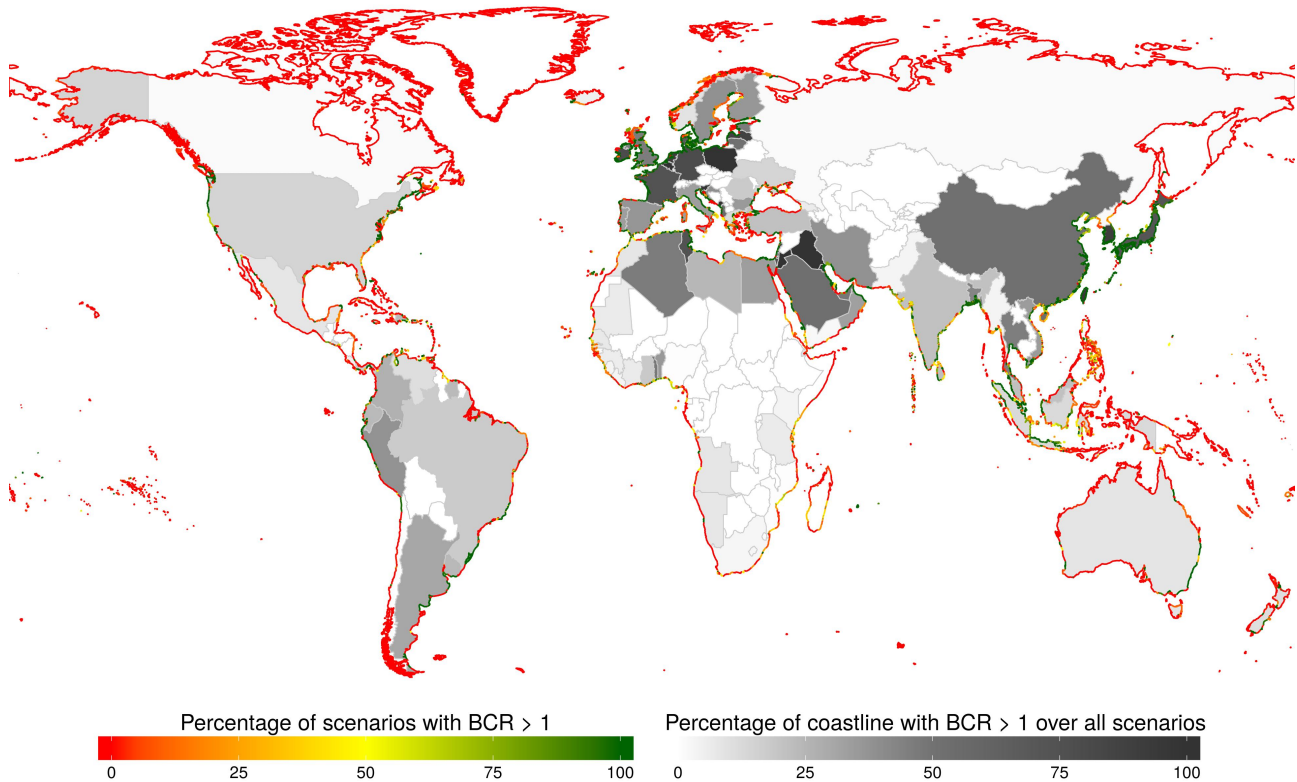 Percentage of scenarios with BCR > 1
0 25 50 75 100
Percentage of coastline with BCR > 1 over all scenarios
0 25 50 75 100